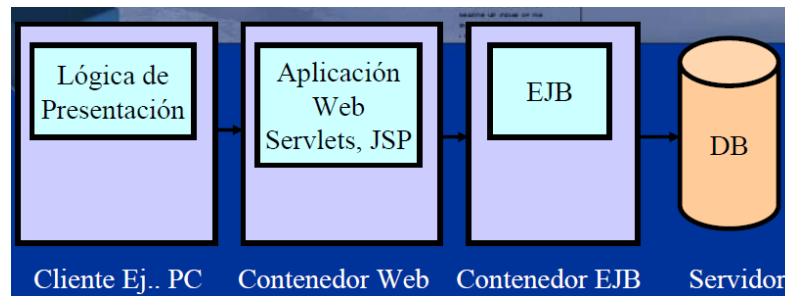 Lógica de
Presentación
Aplicación
Web
Servlets, JSP
EJB
DB
Cliente Ej.. PC
Contenedor Web
Contenedor EJB
Servidor